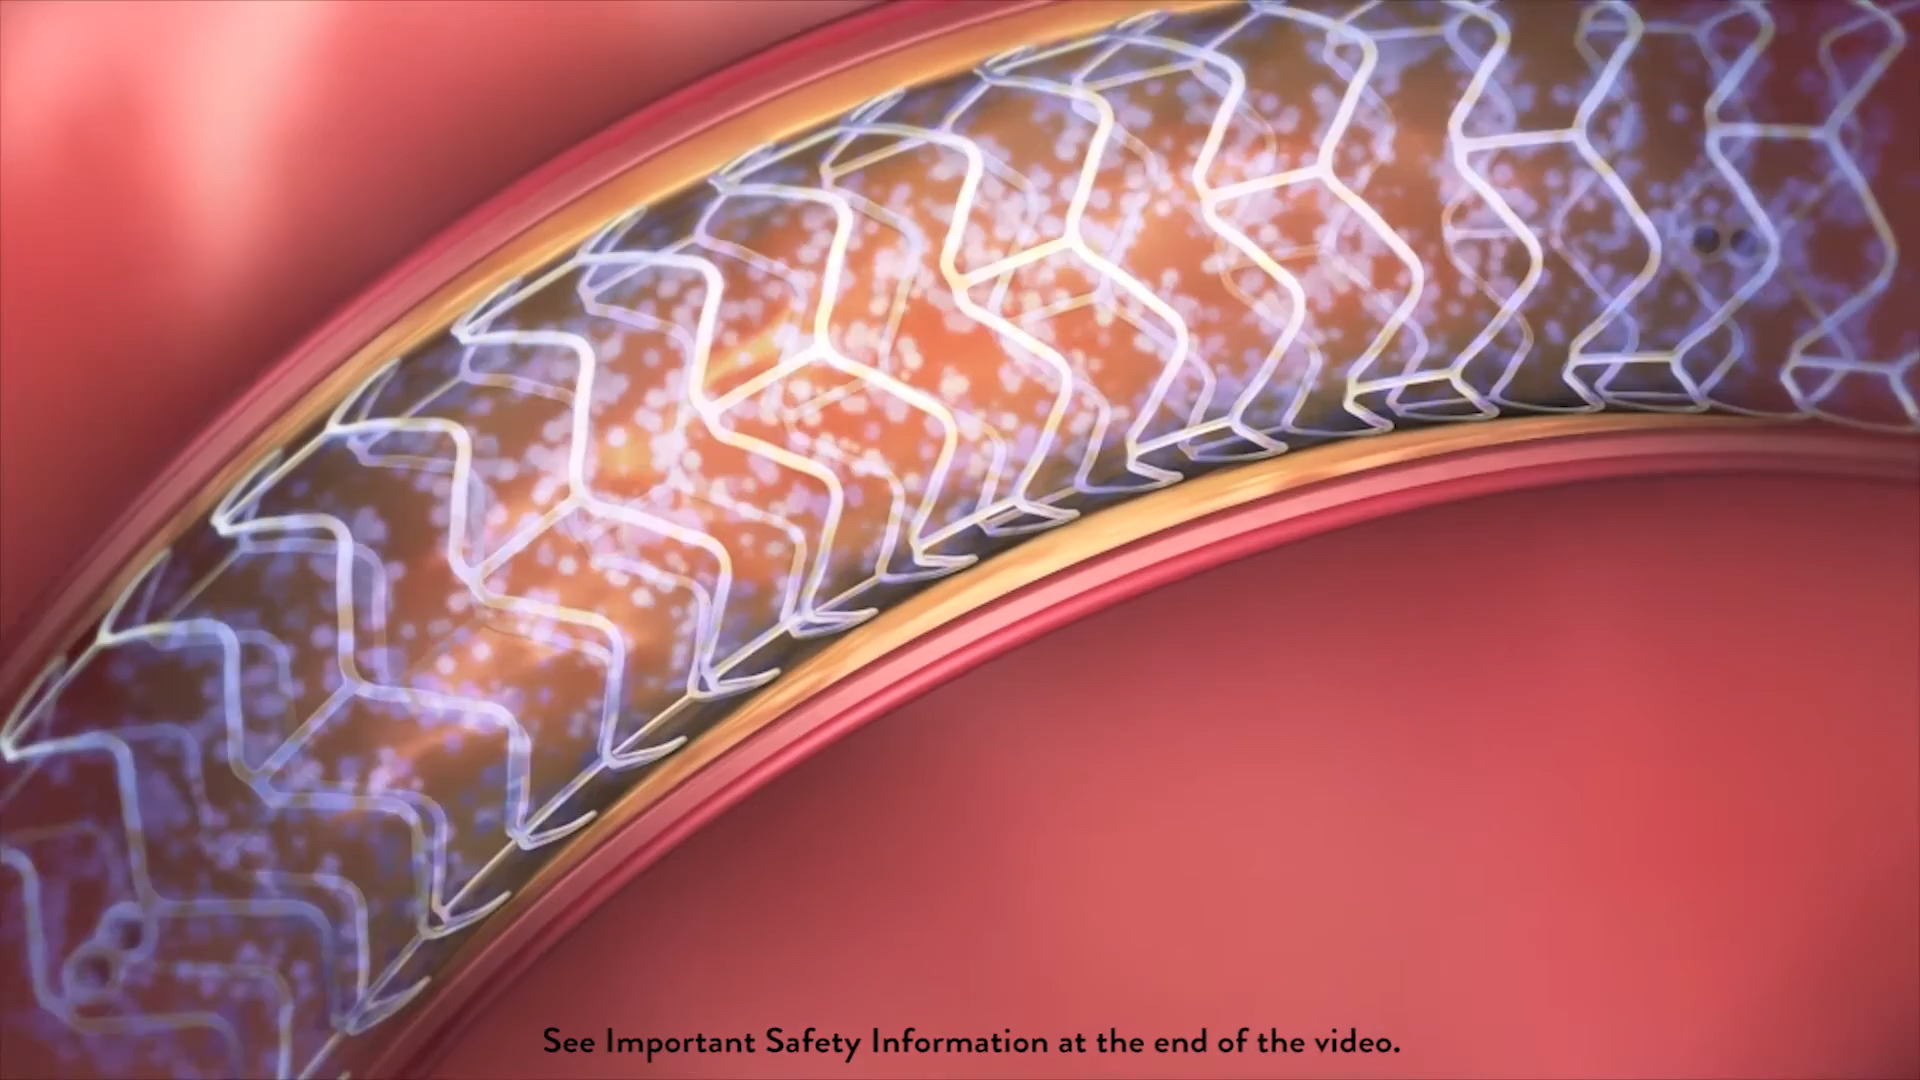 See Important Safety Information at the end of the video.